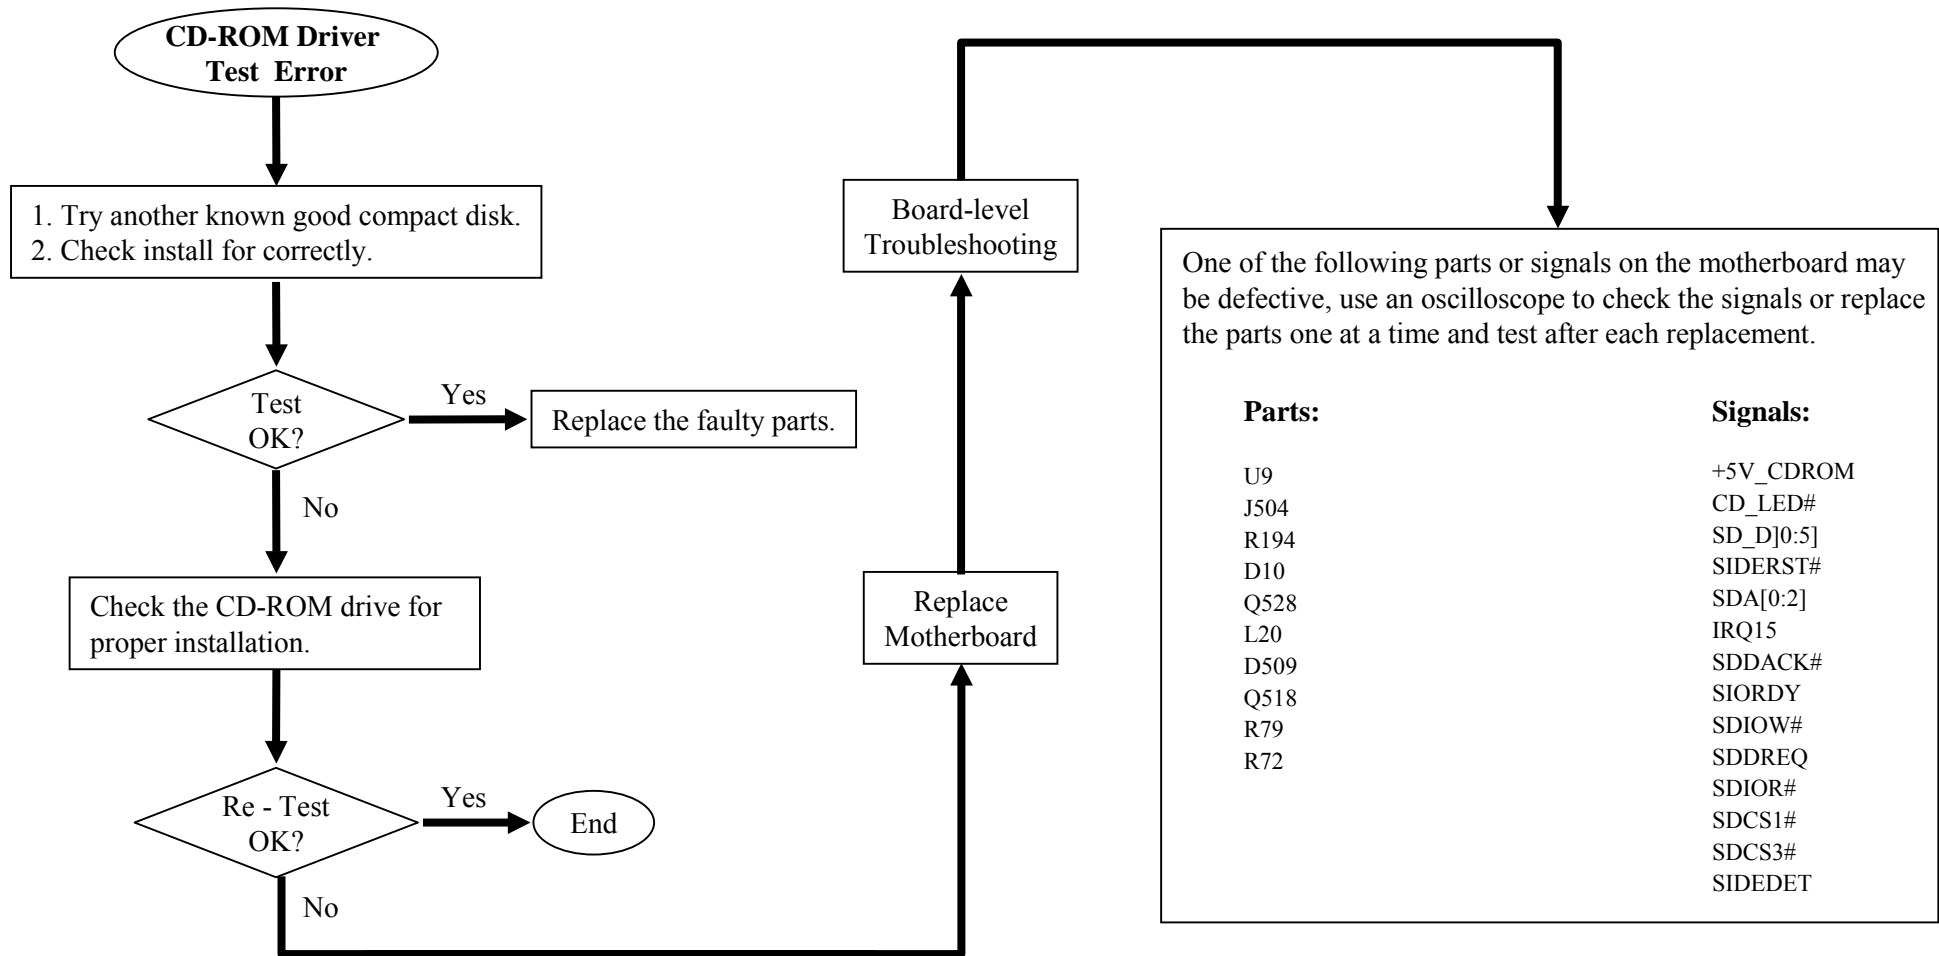 CD-ROM Driver
Test Error
1. Try another known good compact disk.
2. Check install for correctly.
Test
OK?
Yes
Replace the faulty parts.
No
Check the CD-ROM drive for
proper installation.
Re - Test
OK?
Yes
End
No
Replace
Motherboard
Board-level
Troubleshooting
One of the following parts or signals on the motherboard may
be defective, use an oscilloscope to check the signals or replace
the parts one at a time and test after each replacement.
Parts:
U9
J504
R194
D10
Q528
L20
D509
Q518
R79
R72
Signals:
+5V_CDROM
CD_LED#
SD_D]0:5]
SIDERST#
SDA[0:2]
IRQ15
SDDACK#
SIORDY
SDIOW#
SDDREQ
SDIOR#
SDCS1#
SDCS3#
SIDEDET